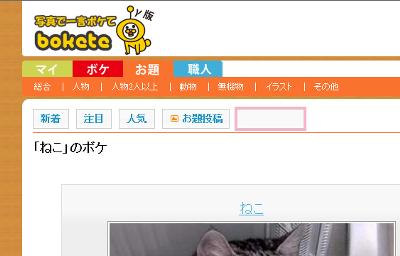 写真で一言ボケて
γ版
bokete
マイ ボケ お題 職人
総合 | 人物 | 人物2人以上 | 動物 | 無機物 | イラスト | その他
新着 注目 人気 お題投稿
「ねこ」のボケ
ねこ